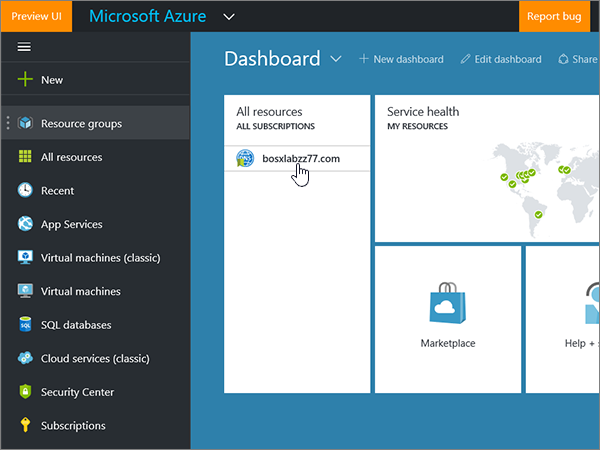 Preview UI
Microsoft Azure
Report bug
New
Resource groups
All resources
Recent
App Services
Virtual machines (classic)
Virtual machines
SQL databases
Cloud services (classic)
Security Center
Subscriptions
Dashboard
New dashboard
Edit dashboard
Share
All resources
ALL SUBSCRIPTIONS
DNS
bosxlabzz77.com
Service health
MY RESOURCES
Marketplace
Help + s
SQL